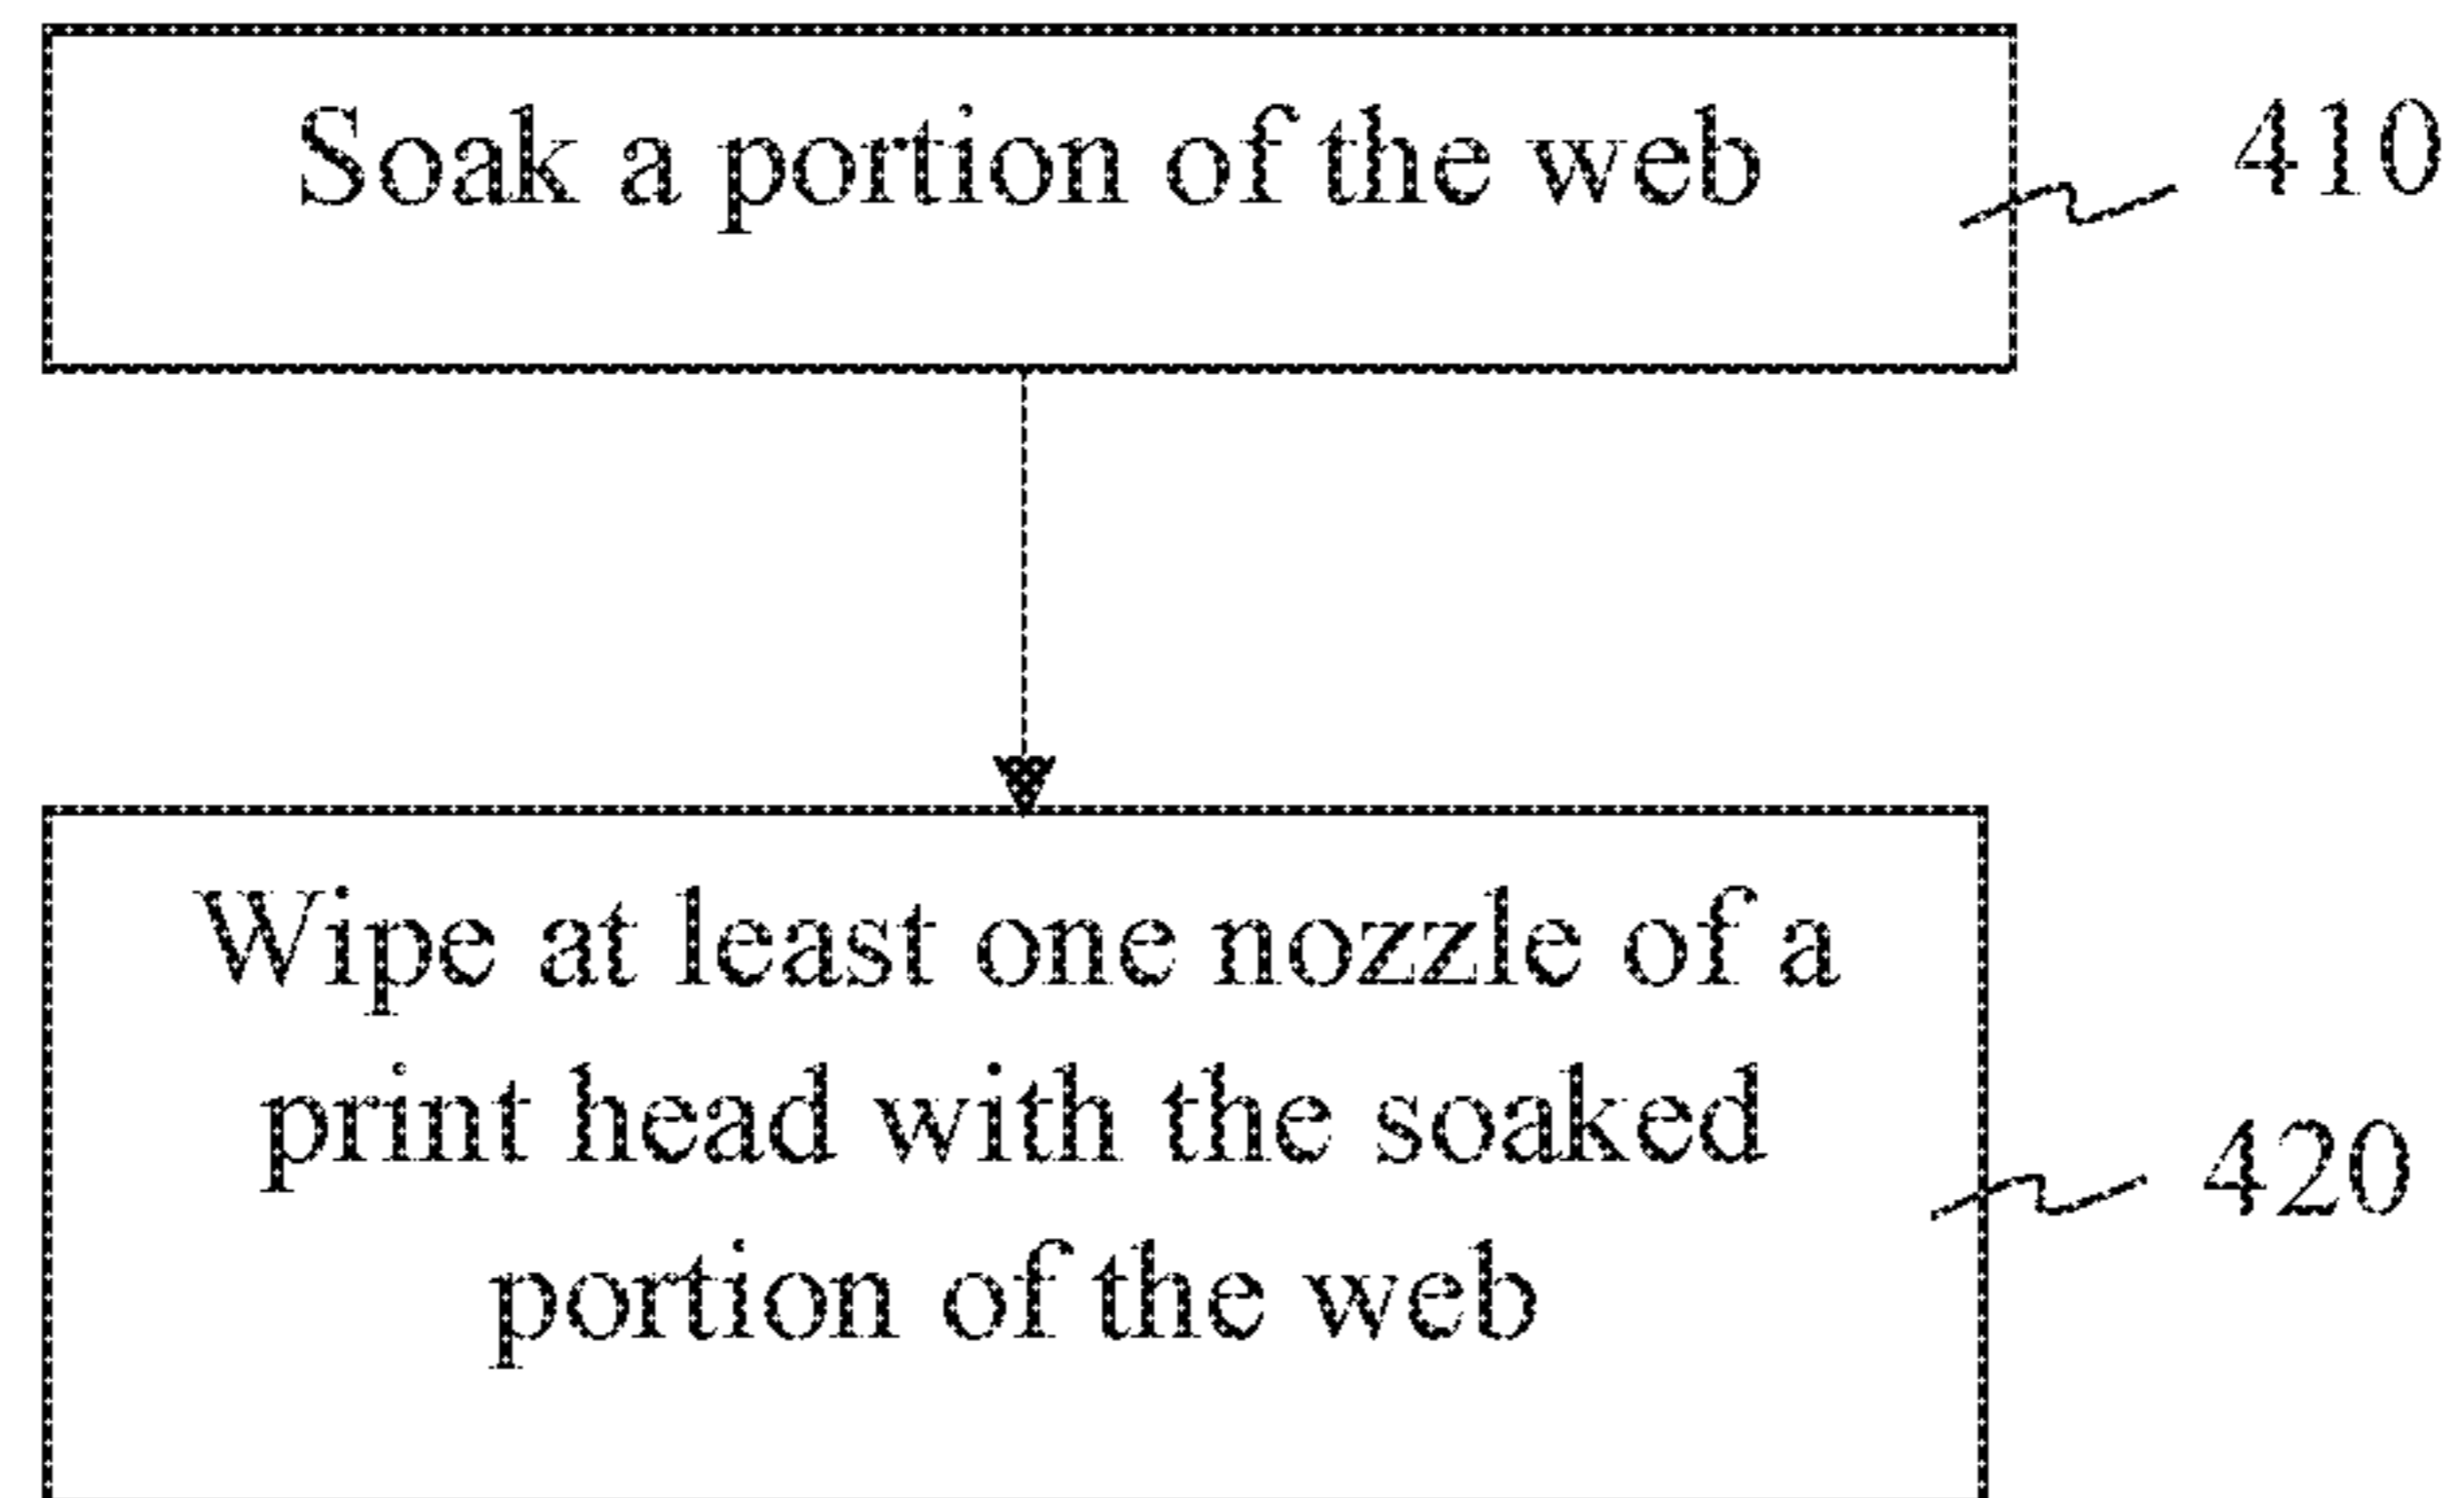 Soak a portion of the web
410
Wipe at least one nozzle of a
print head with the soaked
portion of the web
420